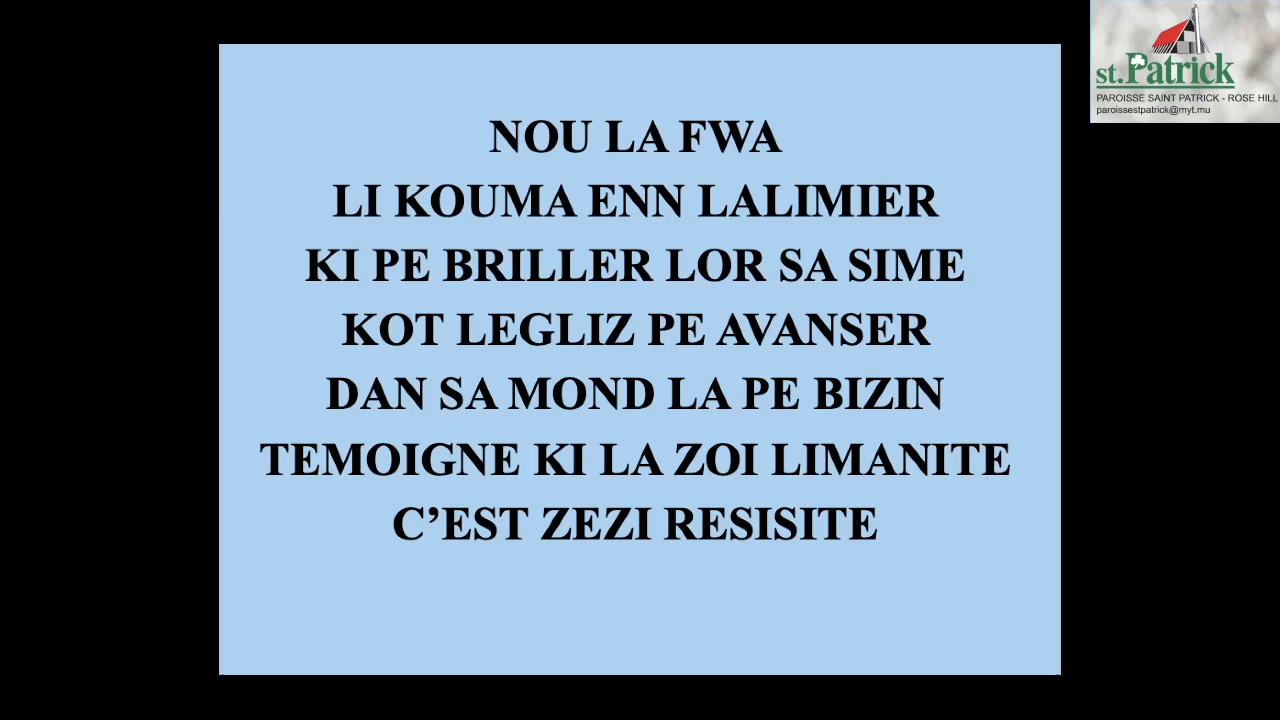 st.Patrick
PAROISSE SAINT PATRICK - ROSE HILL
paroissestpatrick@myt.mu
NOU LA FWA
LI KOUMA ENN LALIMIER
KI PE BRILLER LOR SA SIME
KOT LEGLIZ PE AVANSER
DAN SA MOND LA PE BIZIN
TEMOIGNE KI LA ZOI LIMANITE
C’EST ZEZI RESISITE